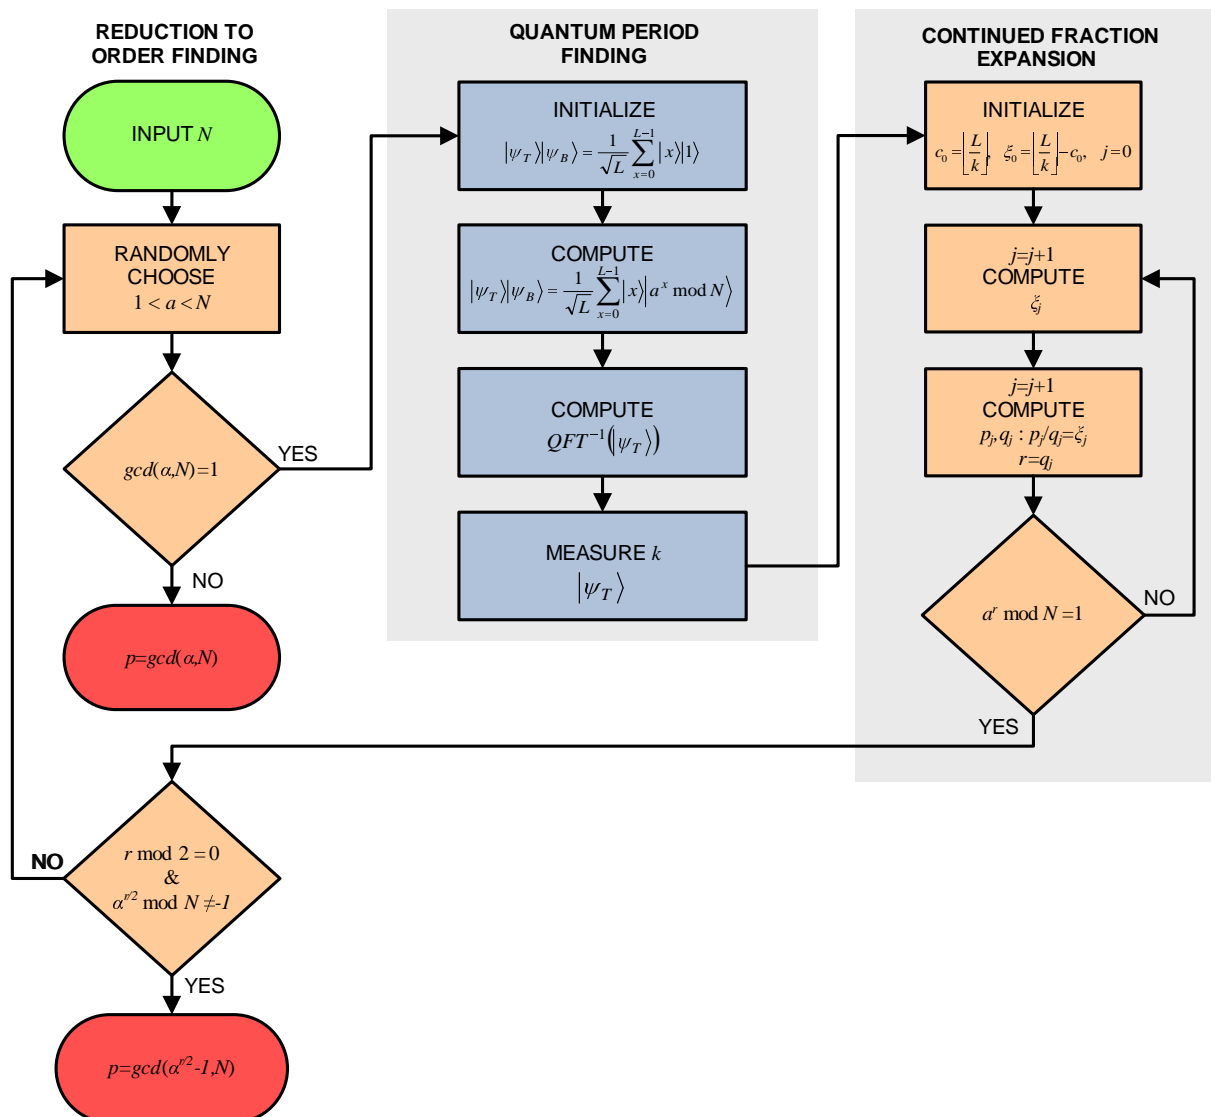 REDUCTION TO
ORDER FINDING
INPUT N
RANDOMLY
CHOOSE
1 < a < N
gcd(α,N)=1
YES
NO
p=gcd(α,N)
QUANTUM PERIOD
FINDING
INITIALIZE
|ψ_T⟩|ψ_B⟩ = 1/√L ∑_{x=0}^{L-1} |x⟩|1⟩
COMPUTE
|ψ_T⟩|ψ_B⟩ = 1/√L ∑_{x=0}^{L-1} |x⟩|a^x mod N⟩
COMPUTE
QFT^{-1}(|ψ_T⟩)
MEASURE k
|ψ_T⟩
CONTINUED FRACTION
EXPANSION
INITIALIZE
c_0 = ⌊L/k⌋, ξ_0 = ⌊L/k⌋ − c_0, j=0
j=j+1
COMPUTE
ξ_j
j=j+1
COMPUTE
p_j,q_j : p_j/q_j=ξ_j
r=q_j
a^r mod N =1
NO
YES
r mod 2 = 0
&
α^{r/2} mod N ≠-1
NO
YES
p=gcd(α^{r/2}-1,N)